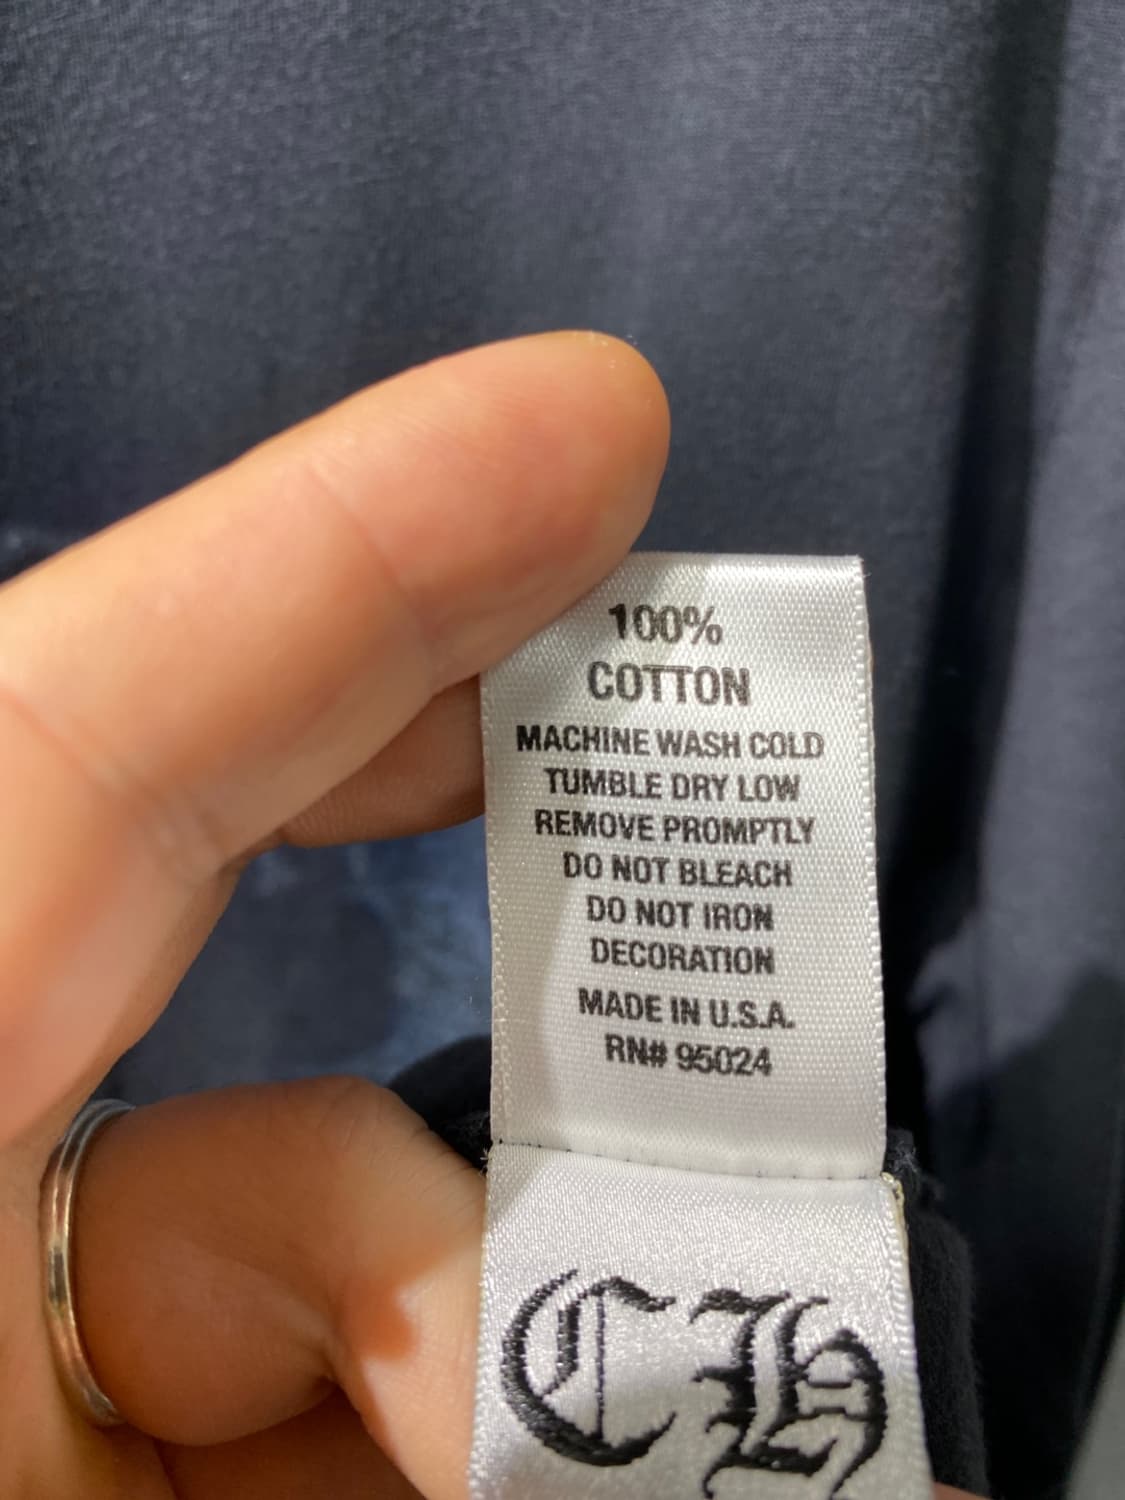 100%
COTTON
MACHINE WASH COLD
TUMBLE DRY LOW
REMOVE PROMPTLY
DO NOT BLEACH
DO NOT IRON
DECORATION
MADE IN U.S.A.
RN# 95024
CH